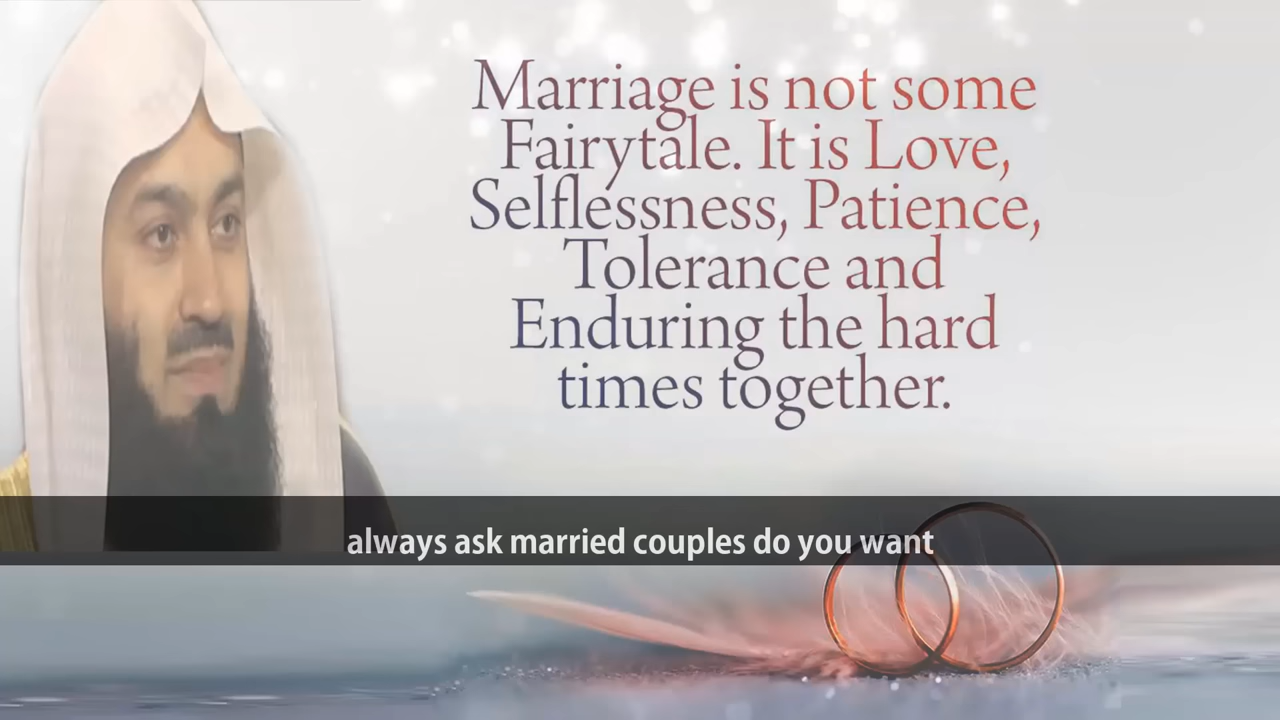 Marriage is not some
Fairytale. It is Love,
Selflessness, Patience,
Tolerance and
Enduring the hard
times together.
always ask married couples do you want